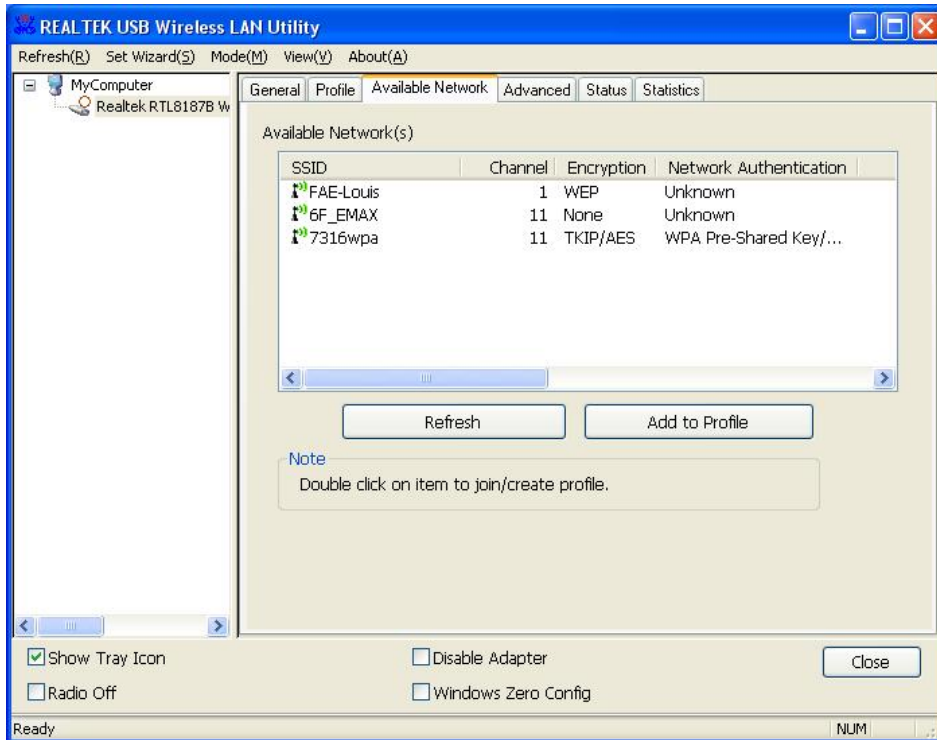 REALTEK USB Wireless LAN Utility
Refresh(R) Set Wizard(S) Mode(M) View(V) About(A)
MyComputer
Realtek RTL8187B W
General Profile Available Network Advanced Status Statistics
Available Network(s)
SSID Channel Encryption Network Authentication
FAE-Louis 1 WEP Unknown
6F_EMAX 11 None Unknown
7316wpa 11 TKIP/AES WPA Pre-Shared Key/...
Refresh Add to Profile
Note
Double click on item to join/create profile.
Show Tray Icon Disable Adapter Close
Radio Off Windows Zero Config
Ready NUM